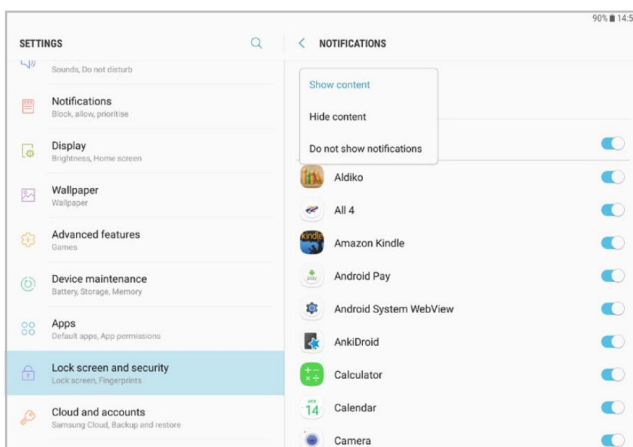 90% 14:5
SETTINGS
NOTIFICATIONS
Sounds, Do not disturb
Notifications
Block, allow, prioritise
Display
Brightness, Home screen
Wallpaper
Wallpaper
Advanced features
Games
Device maintenance
Battery, Storage, Memory
Apps
Default apps, App permissions
Lock screen and security
Lock screen, Fingerprints
Cloud and accounts
Samsung Cloud, Backup and restore
Show content
Hide content
Do not show notifications
Aldiko
All 4
kindle
Amazon Kindle
Android Pay
Android System WebView
AnkiDroid
Calculator
14
Calendar
Camera